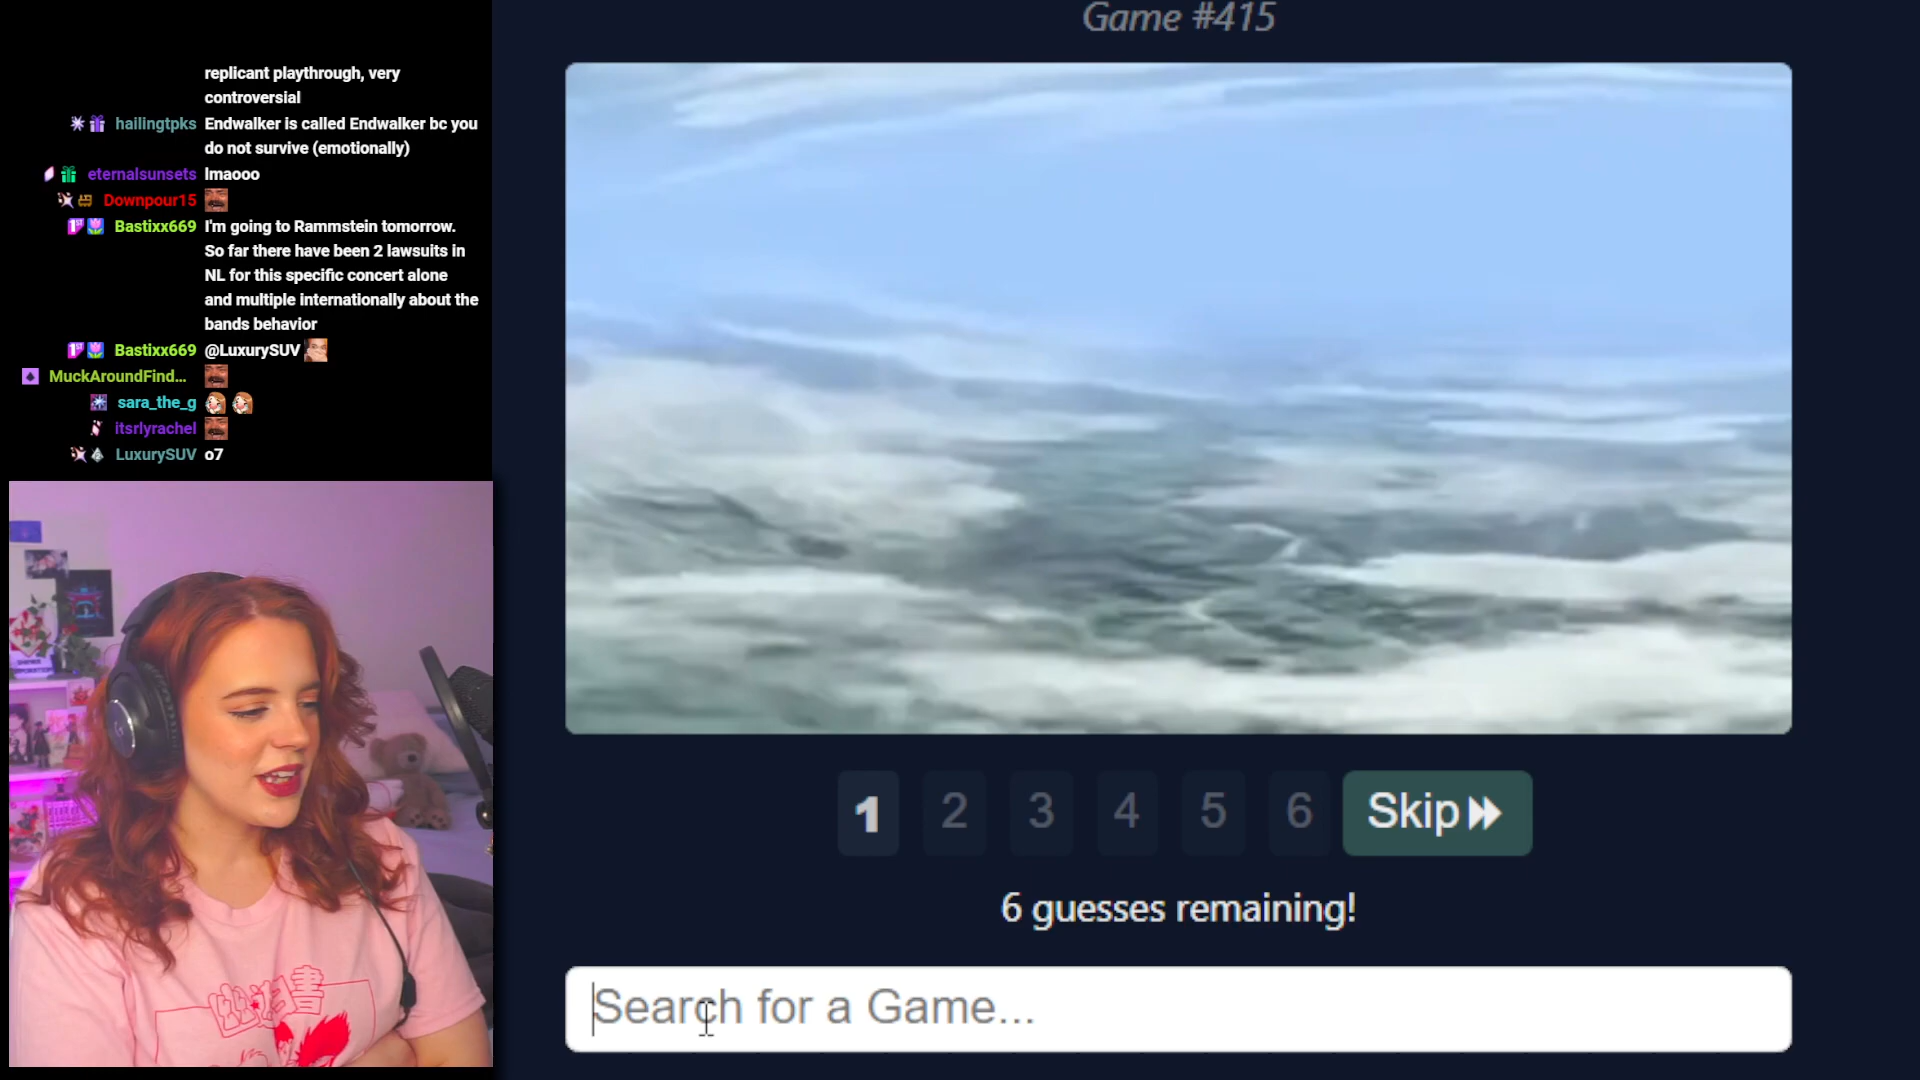 replicant playthrough, very
controversial
hailingtpks Endwalker is called Endwalker bc you
do not survive (emotionally)
eternalsunsets lmaooo
Downpour15
Bastixx669 I'm going to Rammstein tomorrow.
So far there have been 2 lawsuits in
NL for this specific concert alone
and multiple internationally about the
bands behavior
Bastixx669 @LuxurySUV
MuckAroundFind...
sara_the_g
itsrlyrachel
LuxurySUV o7
Game #415
1 2 3 4 5 6 Skip
6 guesses remaining!
Search for a Game...